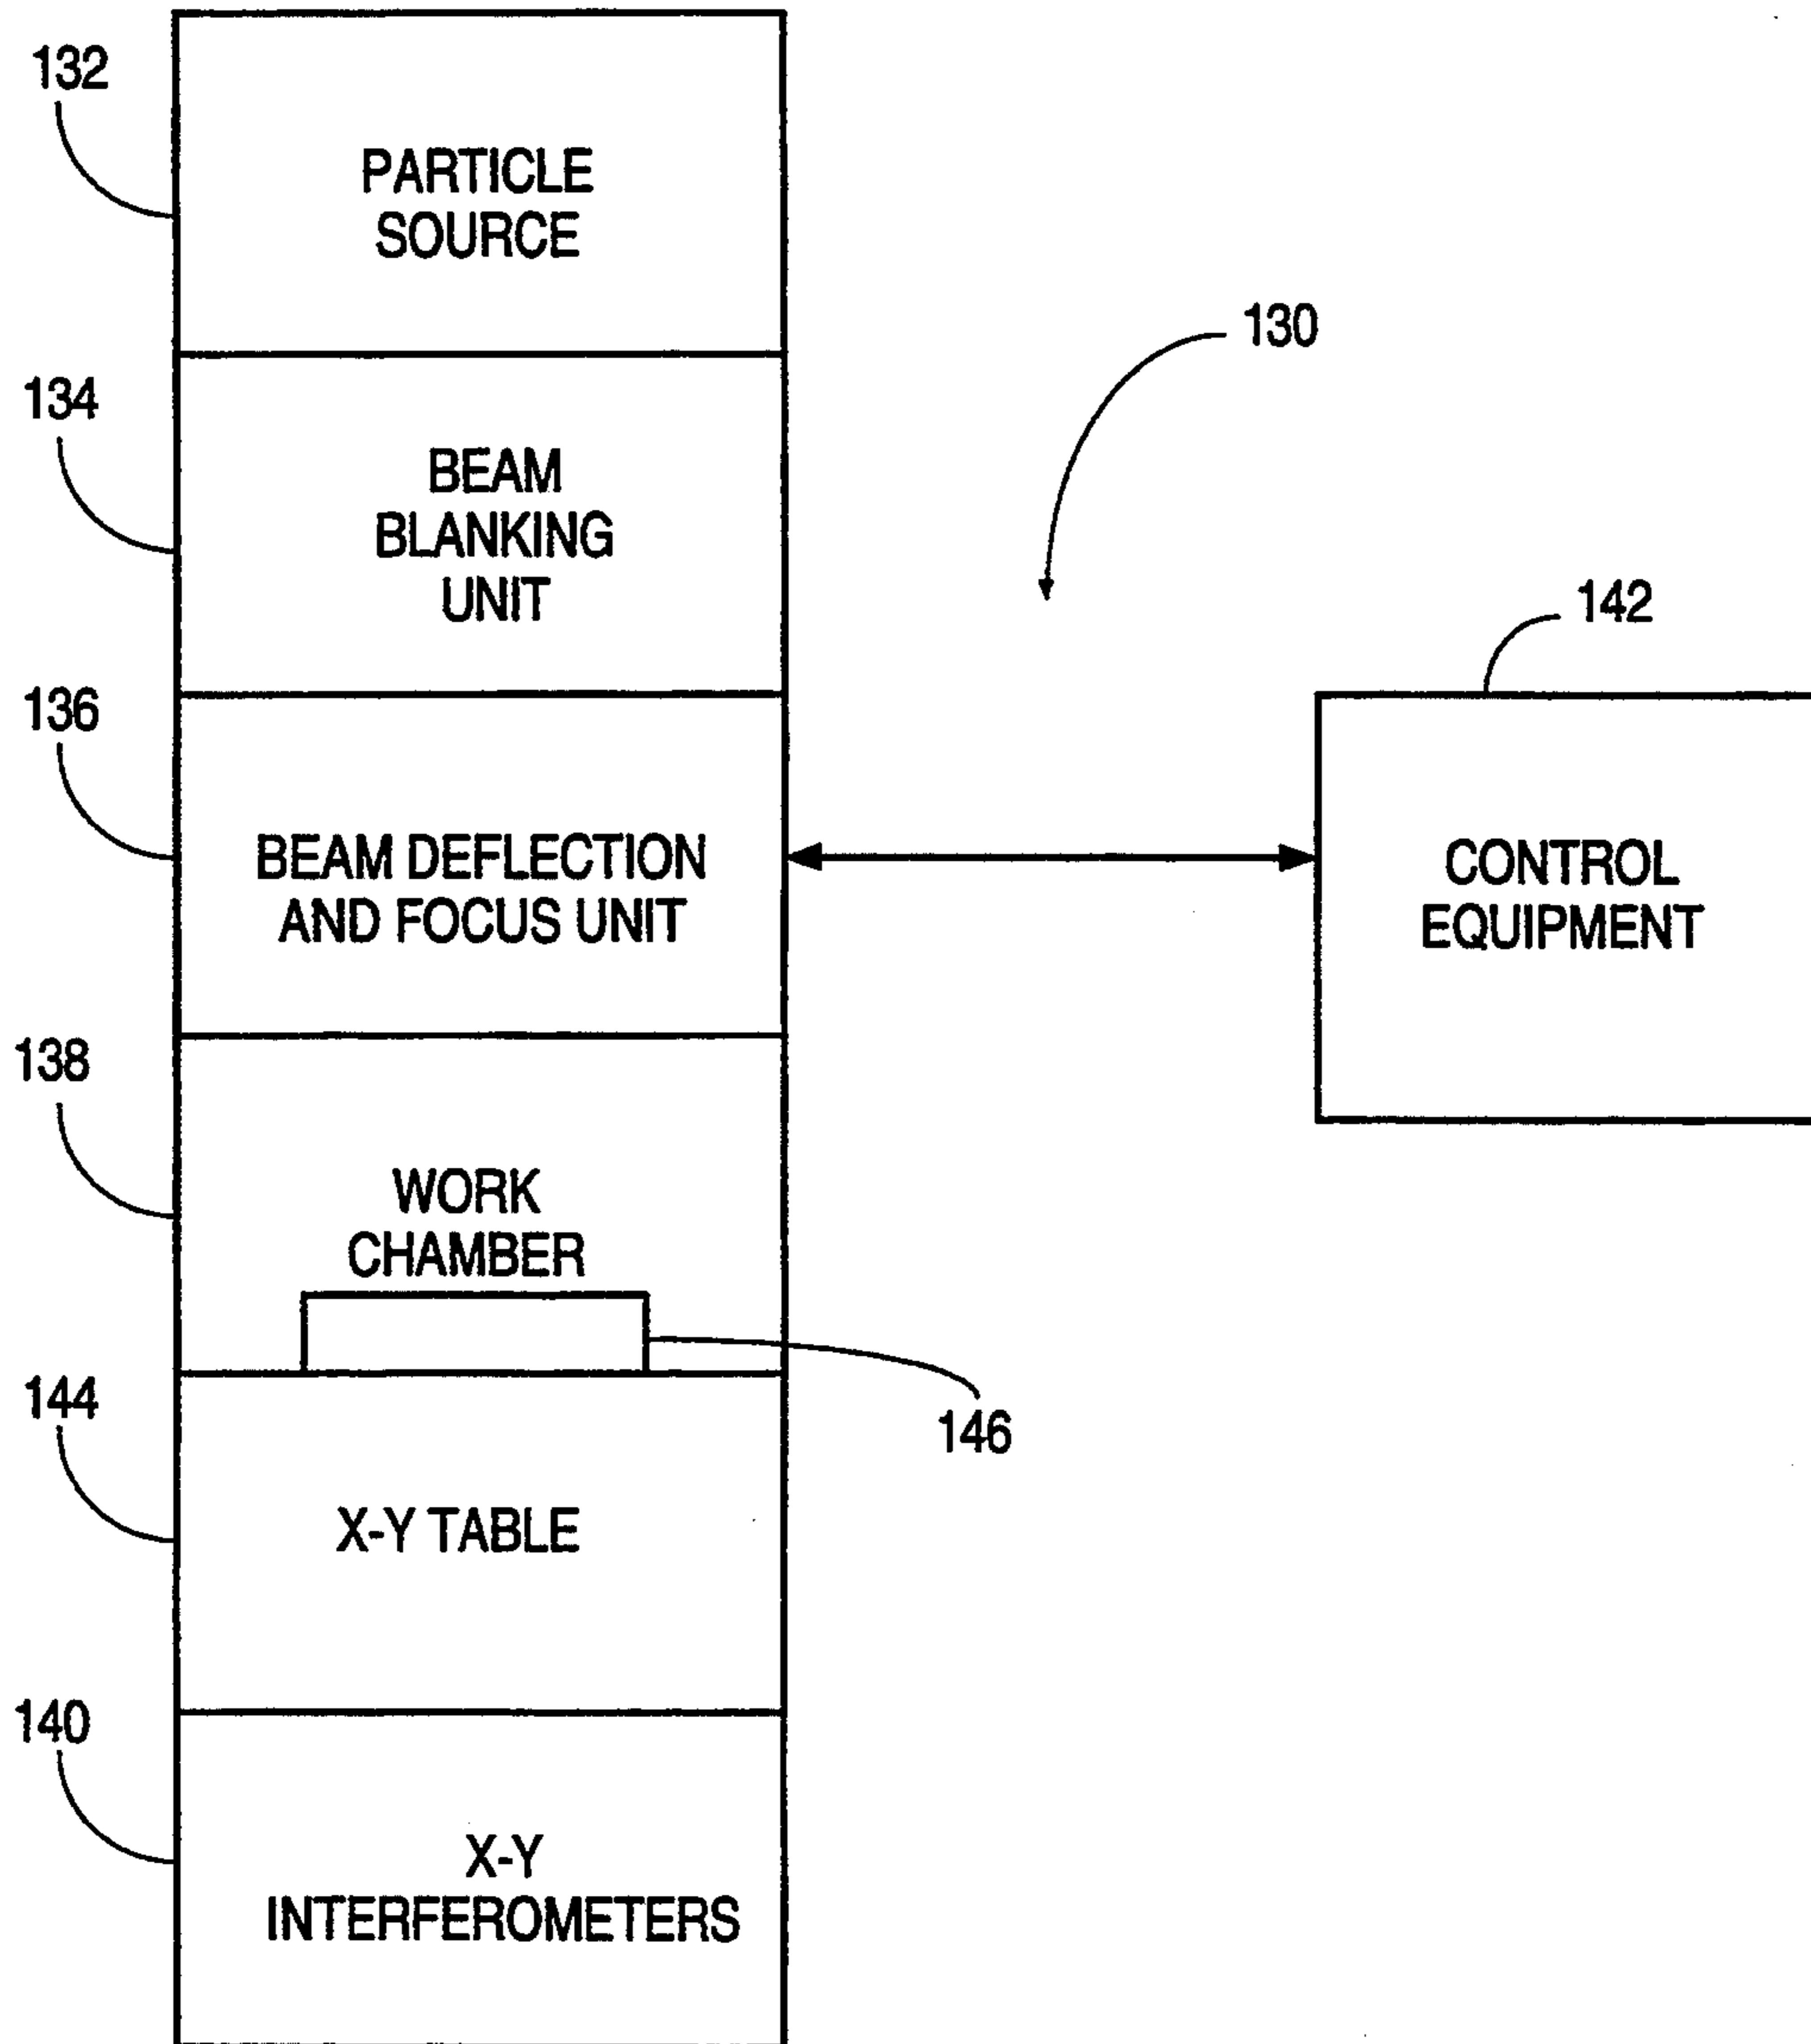 132
PARTICLE
SOURCE
130
134
BEAM
BLANKING
UNIT
142
136
BEAM DEFLECTION
AND FOCUS UNIT
CONTROL
EQUIPMENT
138
WORK
CHAMBER
144
146
X-Y TABLE
140
X-Y
INTERFEROMETERS